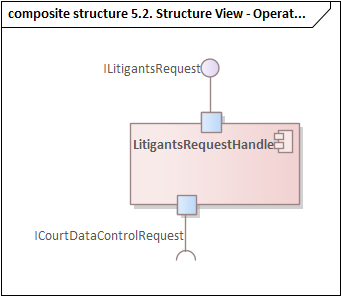 composite structure 5.2. Structure View - Operat...
ILitigantsRequest
LitigantsRequestHandle
ICourtDataControlRequest